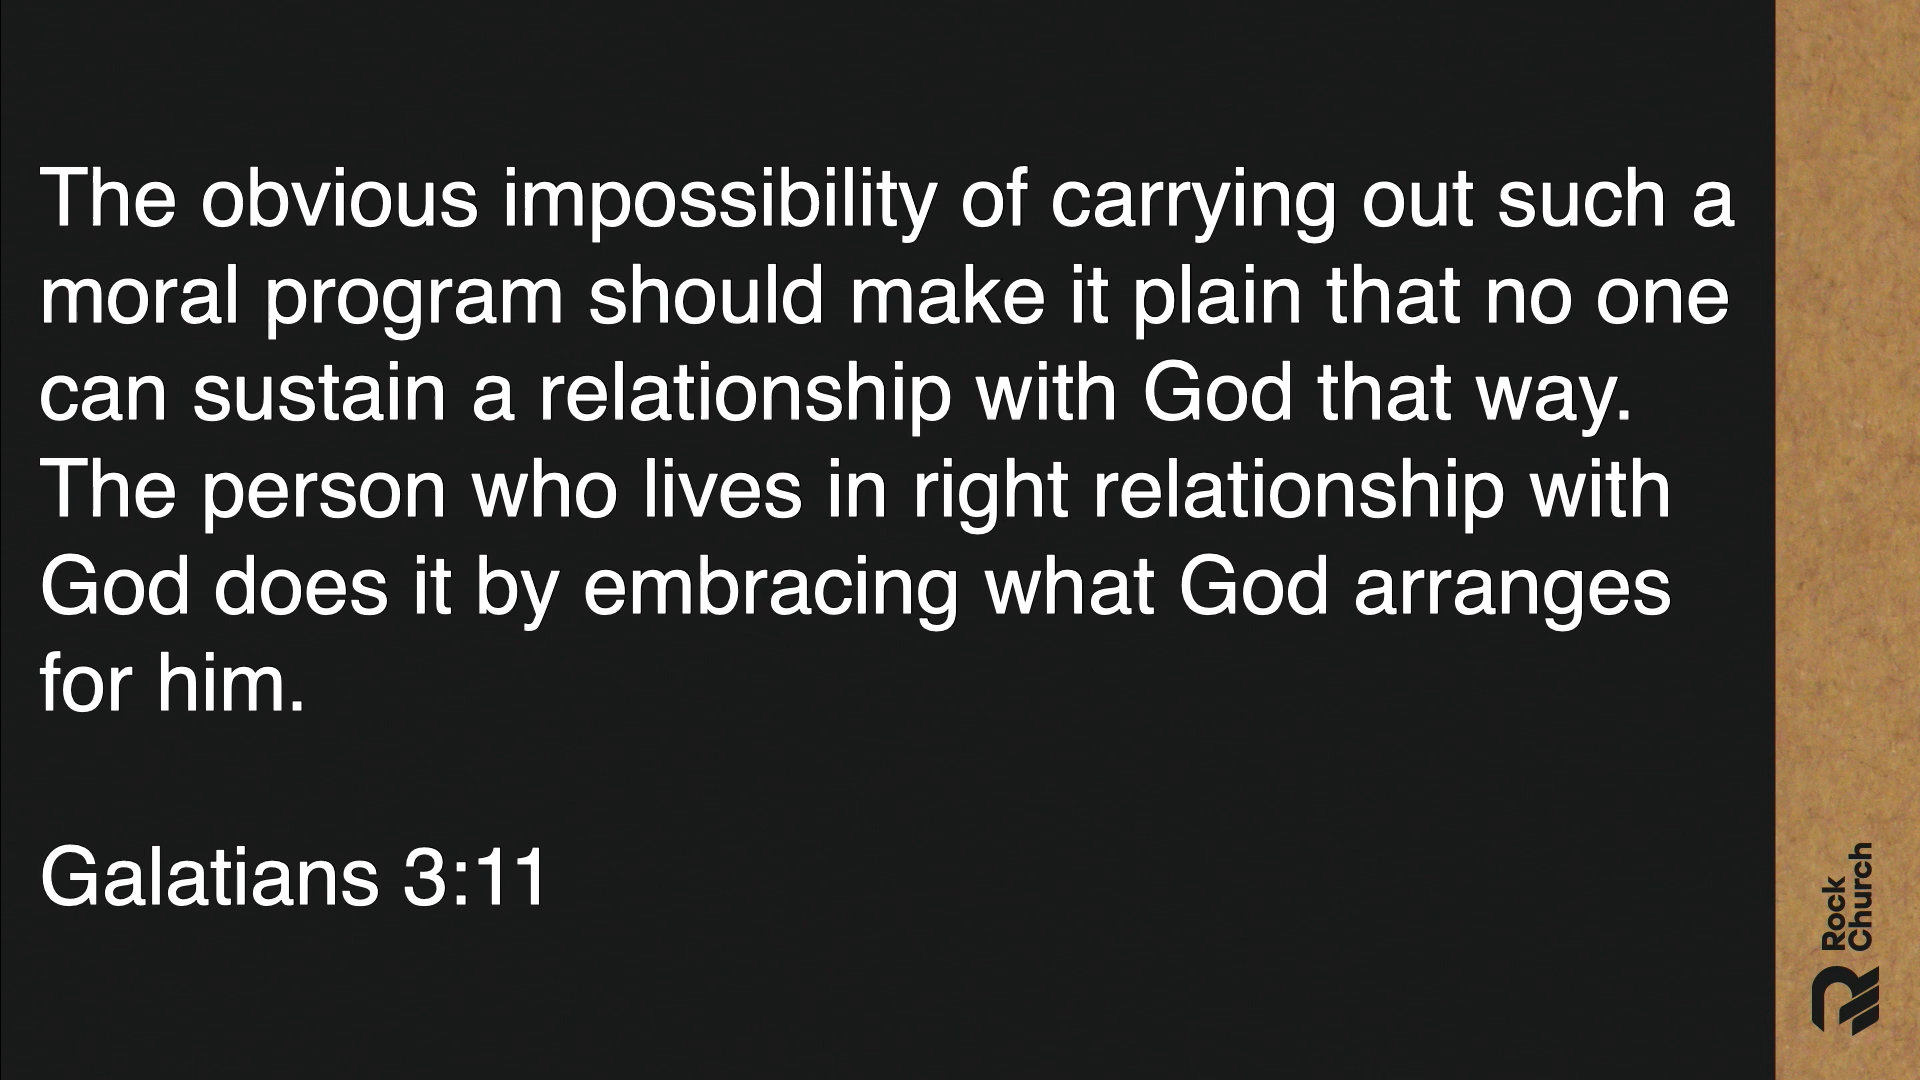 The obvious impossibility of carrying out such a
moral program should make it plain that no one
can sustain a relationship with God that way.
The person who lives in right relationship with
God does it by embracing what God arranges
for him.
Galatians 3:11
Rock
Church